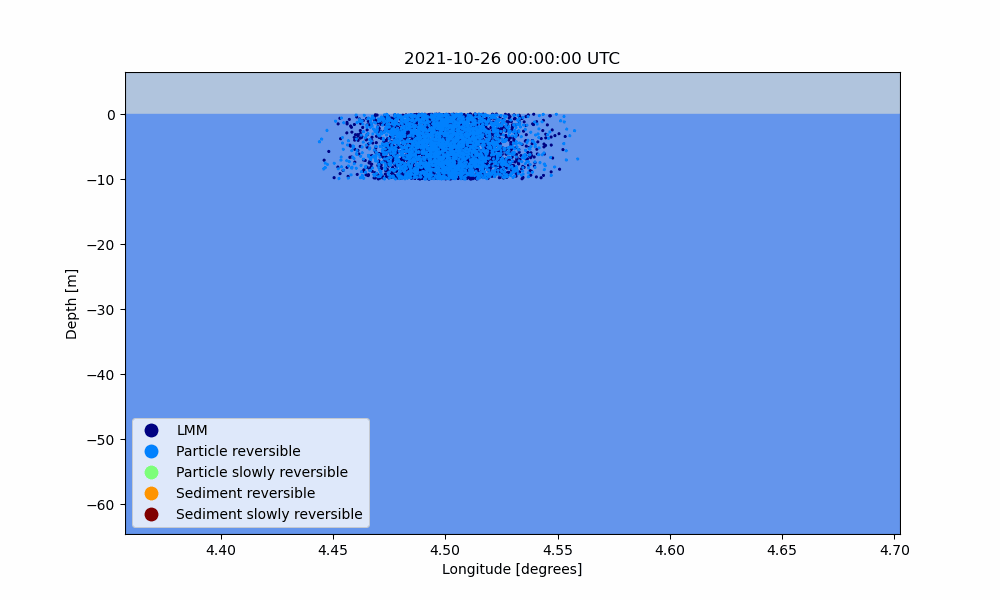 2021-10-26 00:00:00 UTC
0
−10
−20
−30
−40
−50
−60
Depth [m]
LMM
Particle reversible
Particle slowly reversible
Sediment reversible
Sediment slowly reversible
4.40 4.45 4.50 4.55 4.60 4.65 4.70
Longitude [degrees]